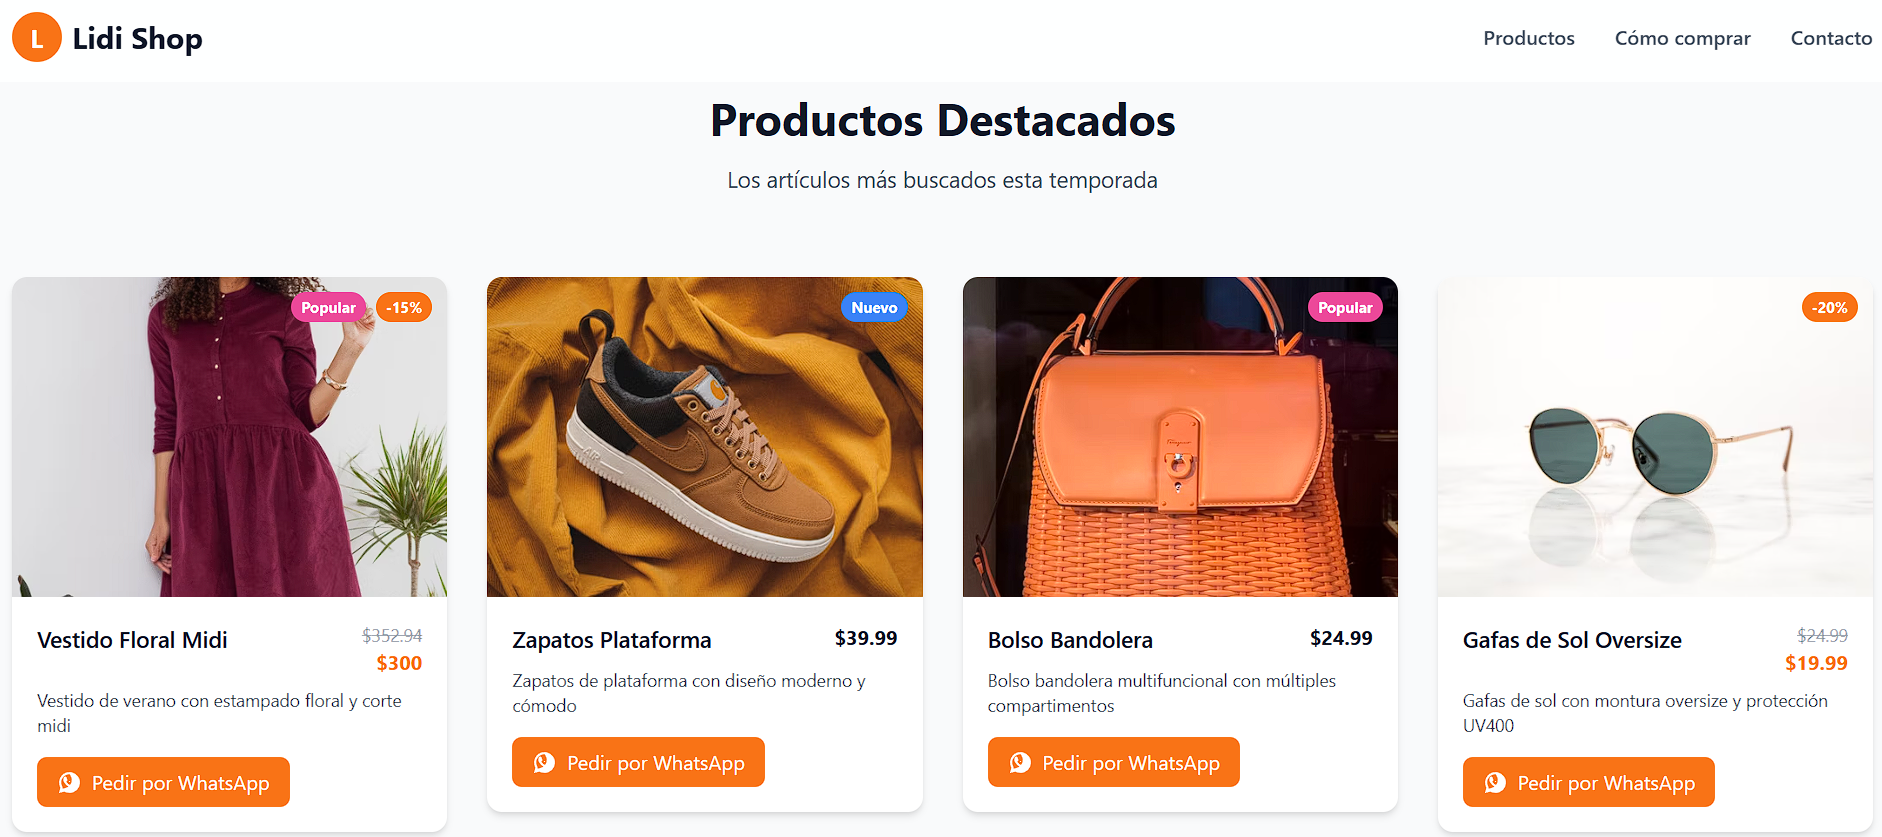 L
Lidi Shop
Productos
Cómo comprar
Contacto
Productos Destacados
Los artículos más buscados esta temporada
Popular
-15%
Vestido Floral Midi
$352.94
$300
Vestido de verano con estampado floral y corte
midi
Pedir por WhatsApp
Nuevo
AIR
Zapatos Plataforma
$39.99
Zapatos de plataforma con diseño moderno y
cómodo
Pedir por WhatsApp
Popular
Bolso Bandolera
$24.99
Bolso bandolera multifuncional con múltiples
compartimentos
Pedir por WhatsApp
-20%
Gafas de Sol Oversize
$24.99
$19.99
Gafas de sol con montura oversize y protección
UV400
Pedir por WhatsApp